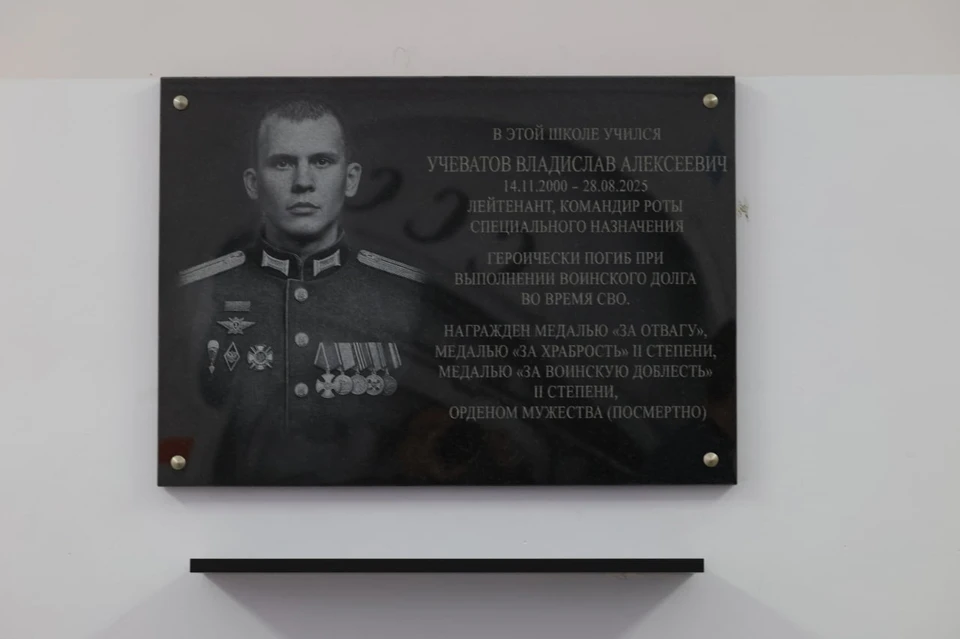 В ЭТОЙ ШКОЛЕ УЧИЛСЯ
УЧЕВАТОВ ВЛАДИСЛАВ АЛЕКСЕЕВИЧ
14.11.2000 – 28.08.2025
ЛЕЙТЕНАНТ, КОМАНДИР РОТЫ
СПЕЦИАЛЬНОГО НАЗНАЧЕНИЯ
ГЕРОИЧЕСКИ ПОГИБ ПРИ
ВЫПОЛНЕНИИ ВОИНСКОГО ДОЛГА
ВО ВРЕМЯ СВО.
НАГРАЖДЕН МЕДАЛЬЮ «ЗА ОТВАГУ»,
МЕДАЛЬЮ «ЗА ХРАБРОСТЬ» II СТЕПЕНИ,
МЕДАЛЬЮ «ЗА ВОИНСКУЮ ДОБЛЕСТЬ»
II СТЕПЕНИ,
ОРДЕНОМ МУЖЕСТВА (ПОСМЕРТНО)